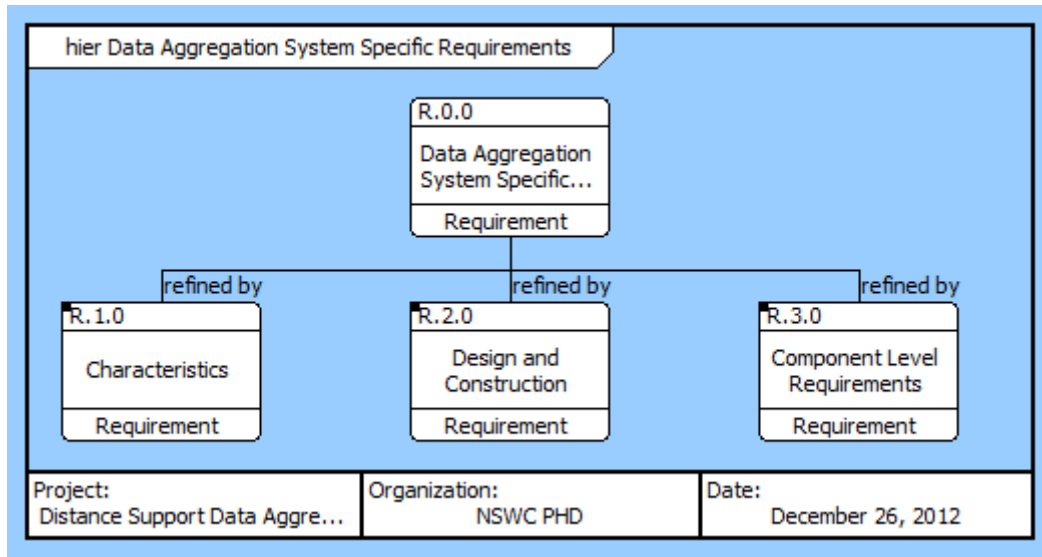 hier Data Aggregation System Specific Requirements
R.0.0
Data Aggregation
System Specific...
Requirement
refined by
refined by
refined by
R.1.0
Characteristics
Requirement
R.2.0
Design and
Construction
Requirement
R.3.0
Component Level
Requirements
Requirement
Project:
Distance Support Data Aggre...
Organization:
NSWC PHD
Date:
December 26, 2012